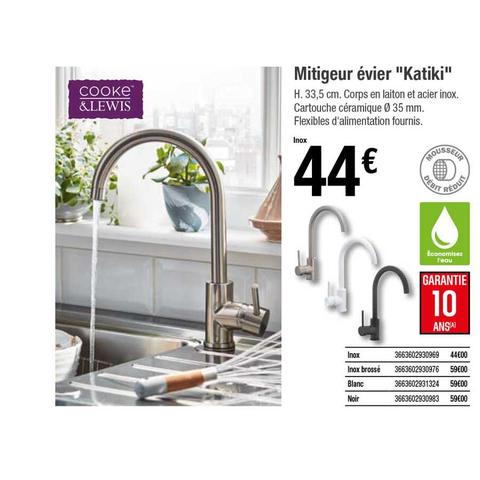 COOKE
&LEWIS
Mitigeur évier "Katiki"
H. 33,5 cm. Corps en laiton et acier inox.
Cartouche céramique Ø 35 mm.
Flexibles d'alimentation fournis.
Inox
44€
MOUSSEUR
DÉBIT RÉDUIT
Économisez
l'eau
GARANTIE
10
ANS(A)
Inox 3663602930969 44€00
Inox brossé 3663602930976 59€00
Blanc 3663602931324 59€00
Noir 3663602930983 59€00